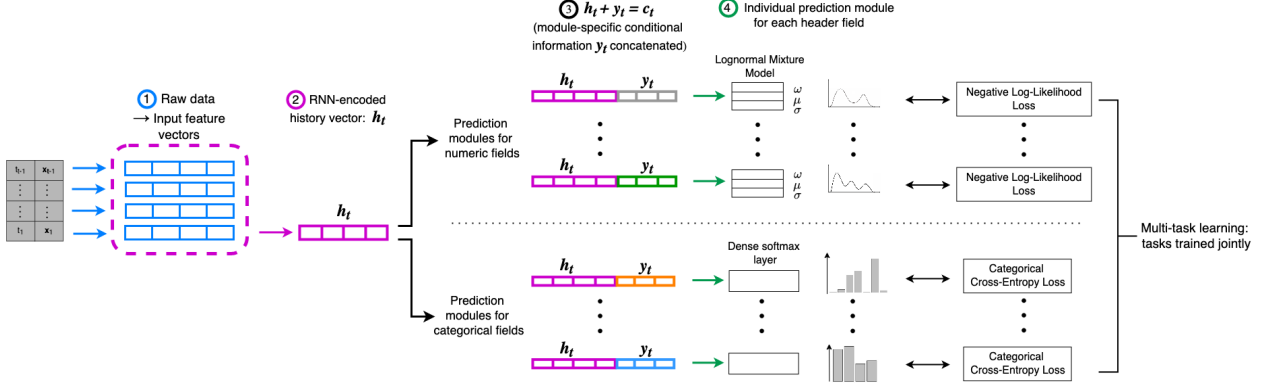 1 Raw data
→ Input feature
vectors
t_{t-1} x_{t-1}
t_1 x_1
2 RNN-encoded
history vector: h_t
h_t
3 h_t + y_t = c_t
(module-specific conditional
information y_t concatenated)
4 Individual prediction module
for each header field
Prediction
modules for
numeric fields
h_t y_t
Lognormal Mixture
Model
ω
μ
σ
Negative Log-Likelihood
Loss
h_t y_t
ω
μ
σ
Negative Log-Likelihood
Loss
Prediction
modules for
categorical fields
h_t y_t
Dense softmax
layer
Categorical
Cross-Entropy Loss
h_t y_t
Categorical
Cross-Entropy Loss
Multi-task learning:
tasks trained jointly